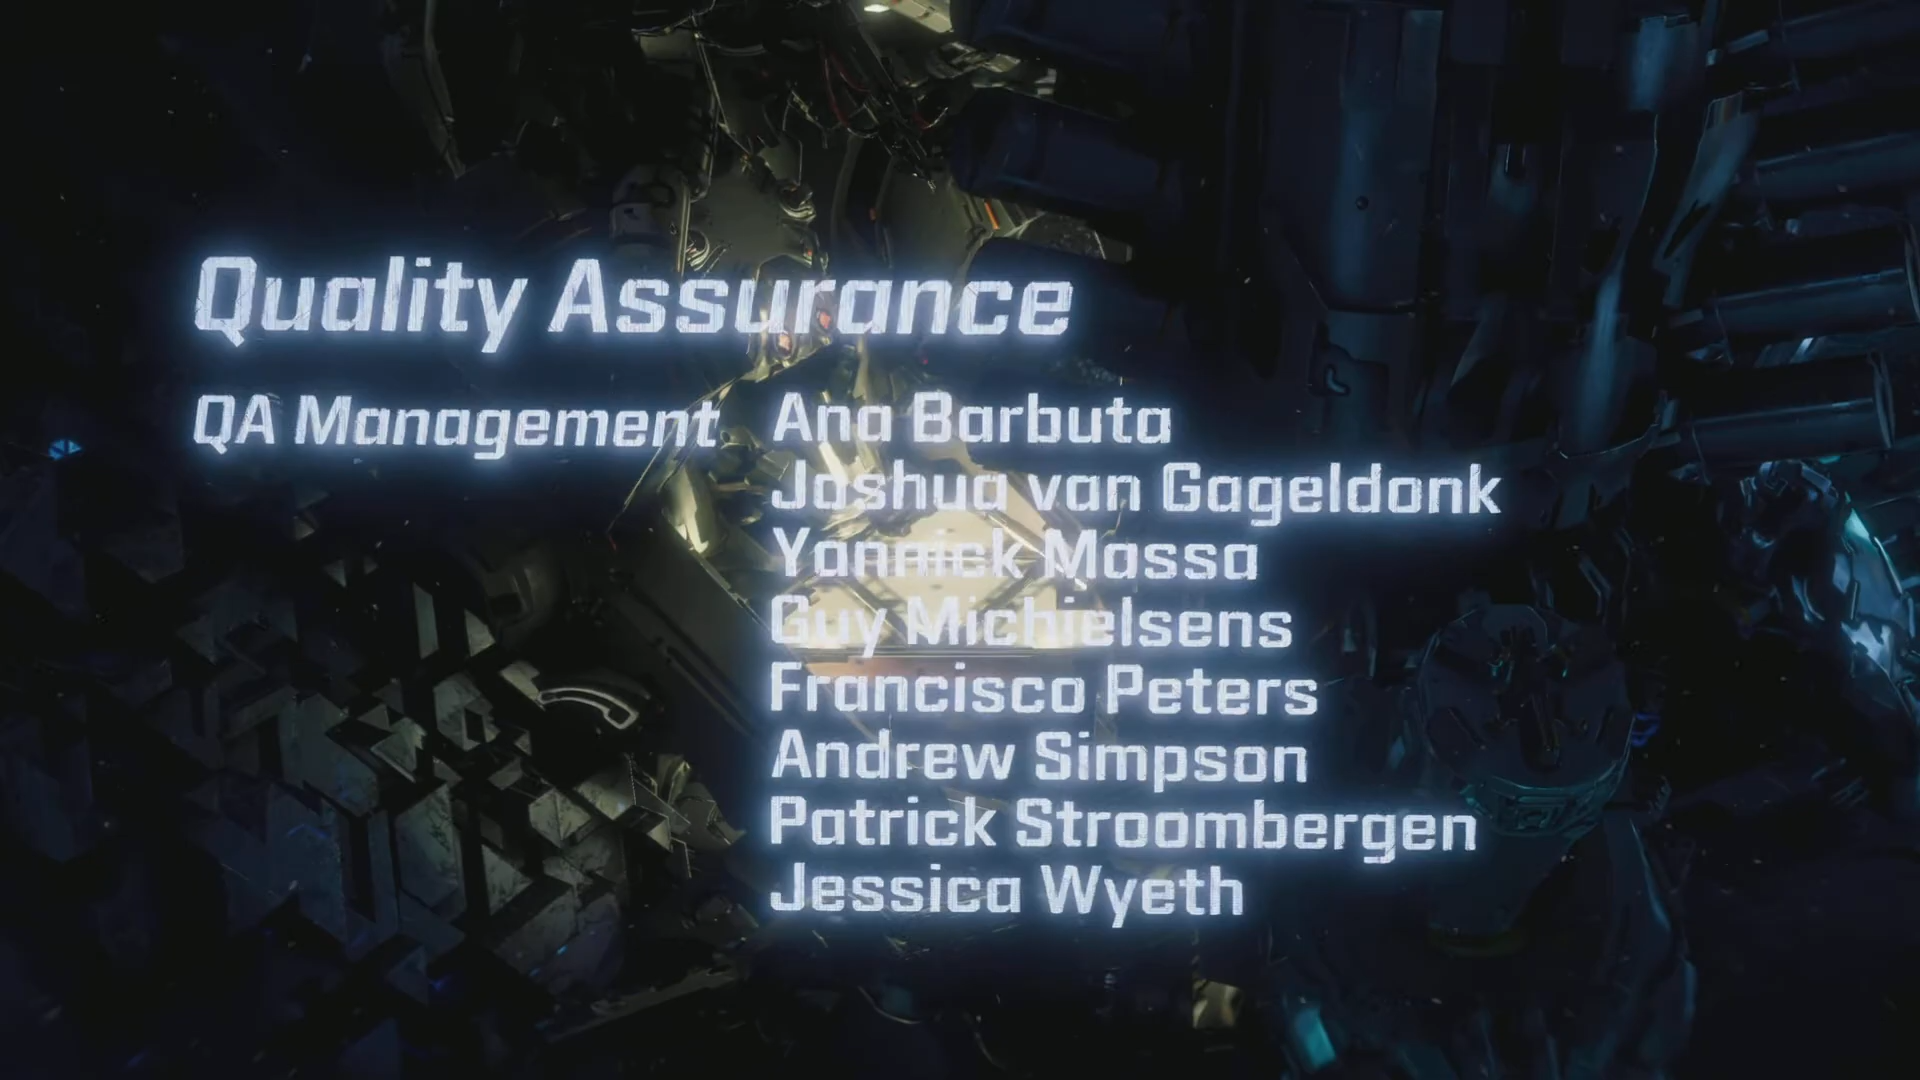 Quality Assurance
QA Management
Ana Barbuta
Joshua van Gageldonk
Yannick Massa
Guy Michielsens
Francisco Peters
Andrew Simpson
Patrick Stroombergen
Jessica Wyeth